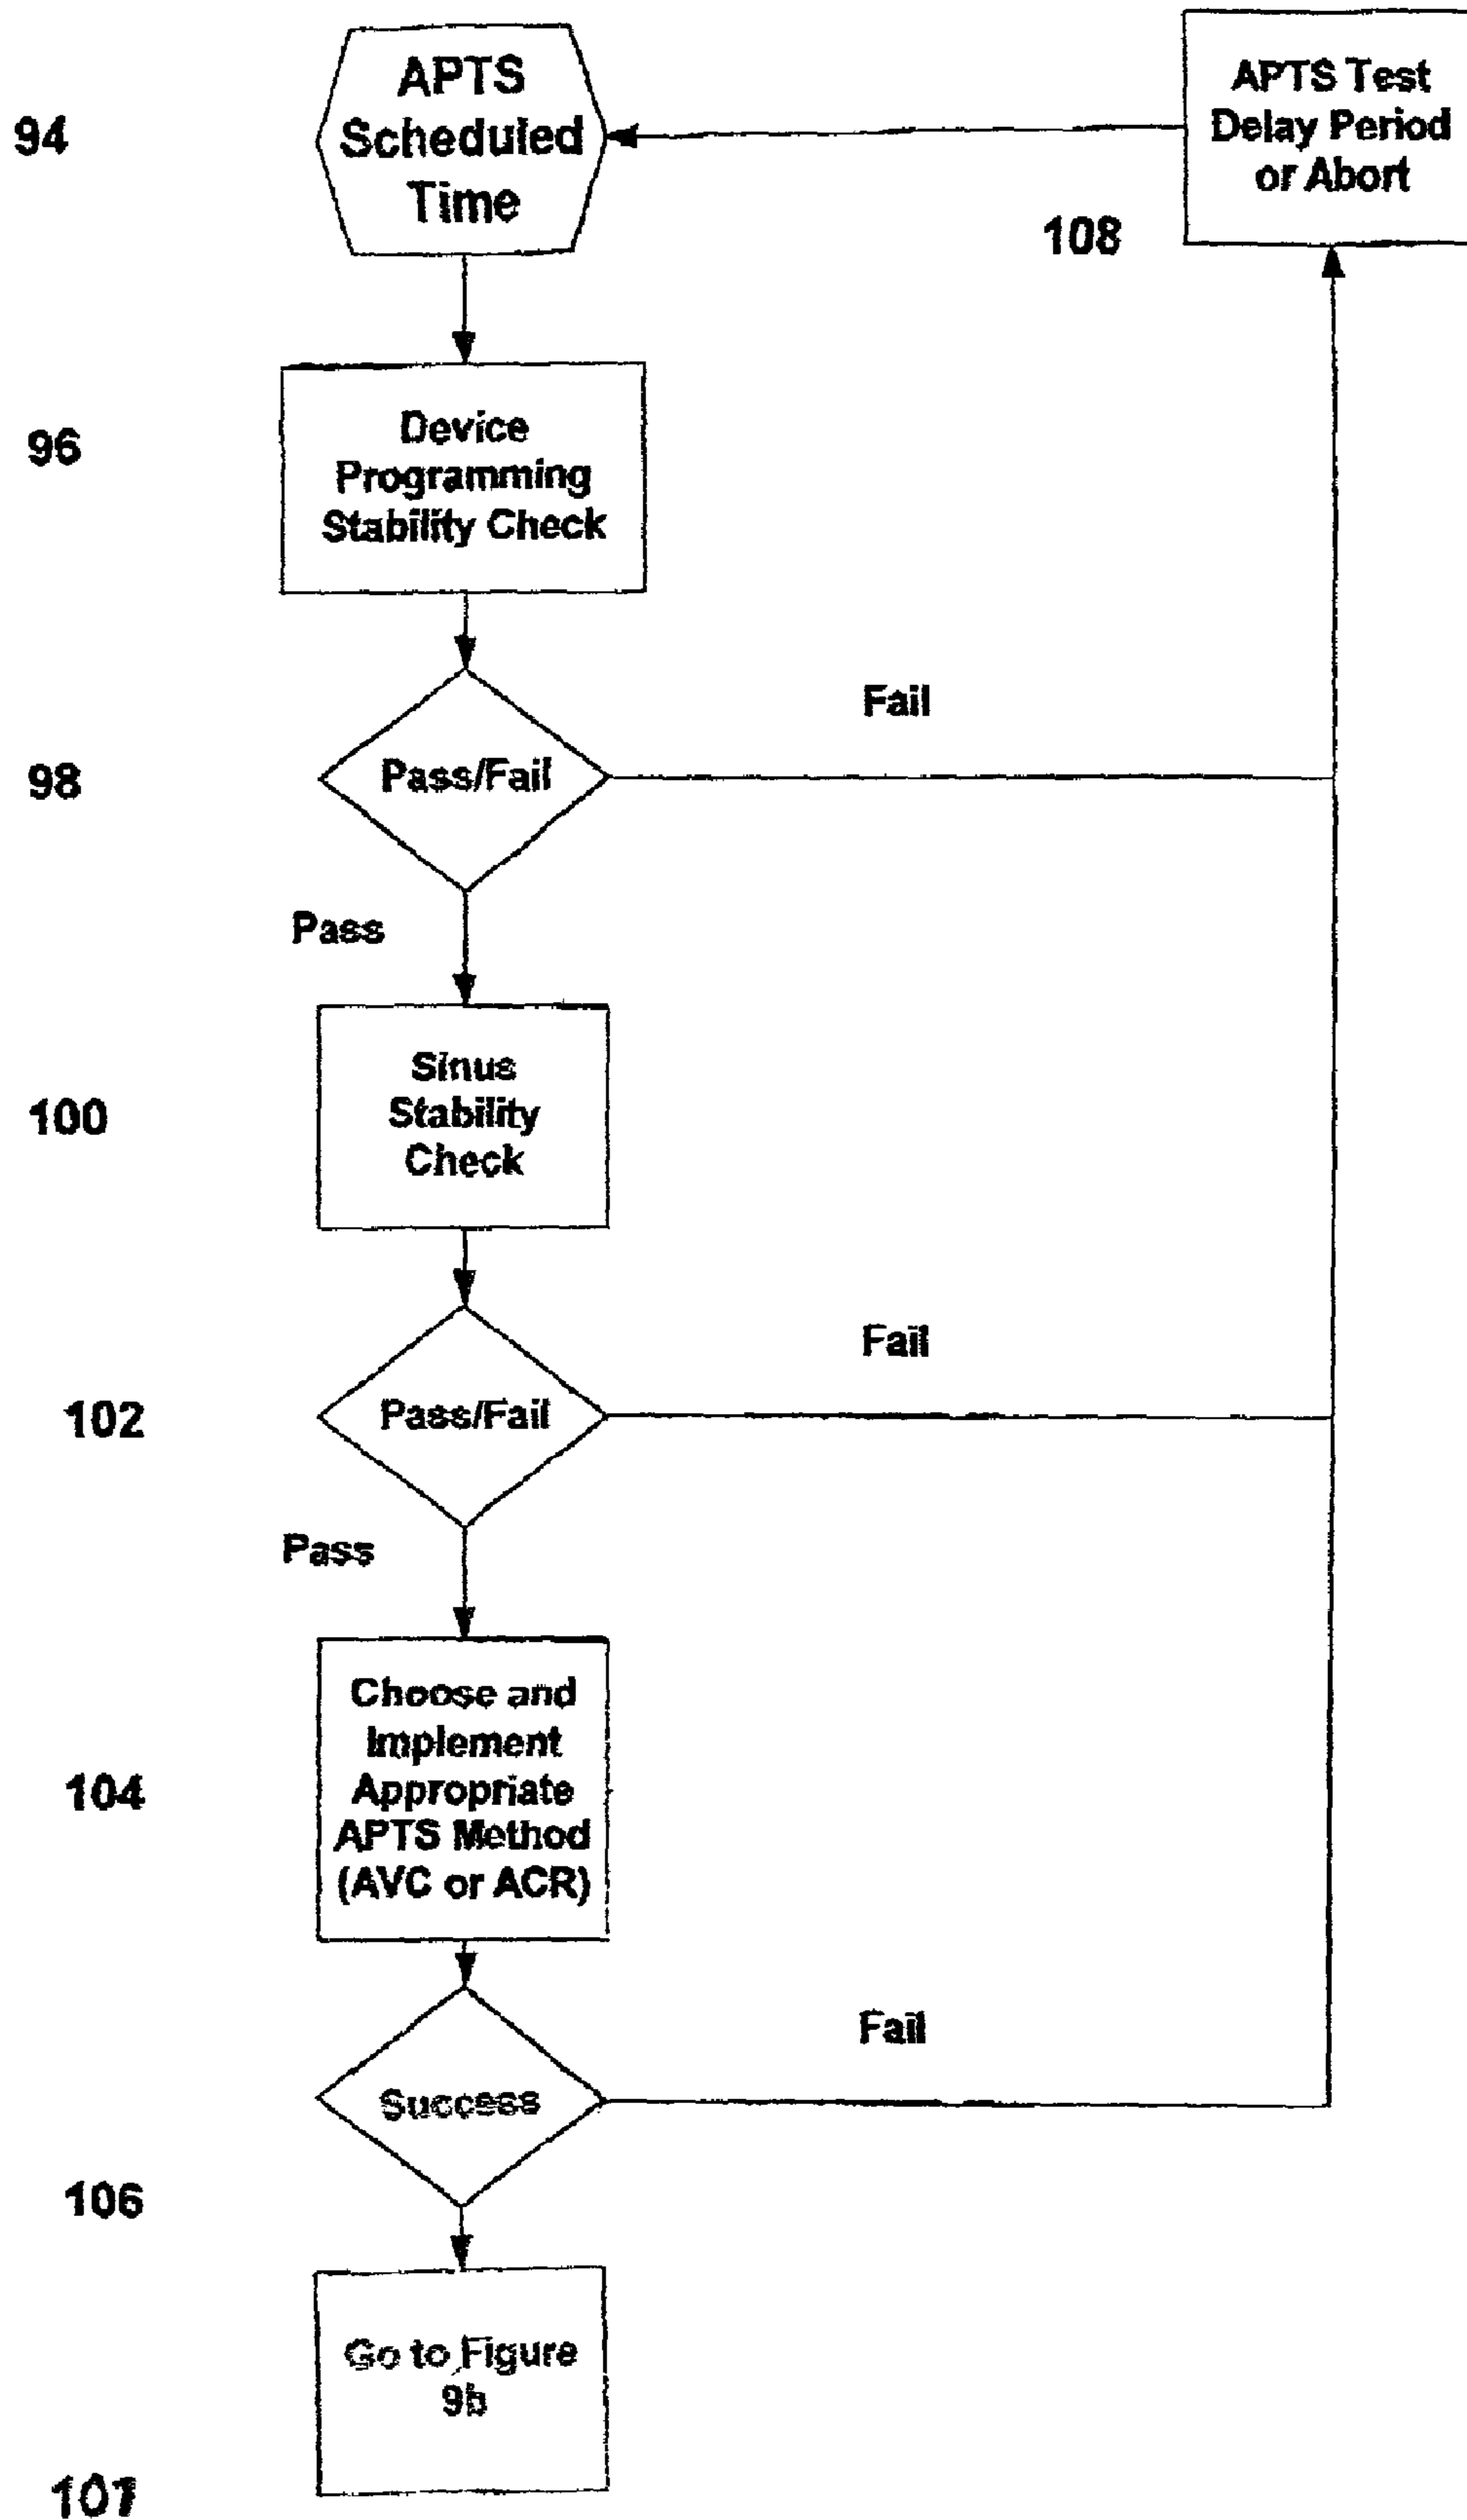 94
APTS
Scheduled
Time
APTS Test
Delay Period
or Abort
108
96
Device
Programming
Stability Check
98
Pass/Fail
Fail
Pass
100
Sinus
Stability
Check
102
Pass/Fail
Fail
Pass
104
Choose and
Implement
Appropriate
APTS Method
(AVC or ACR)
Success
Fail
106
Go to Figure
9b
107